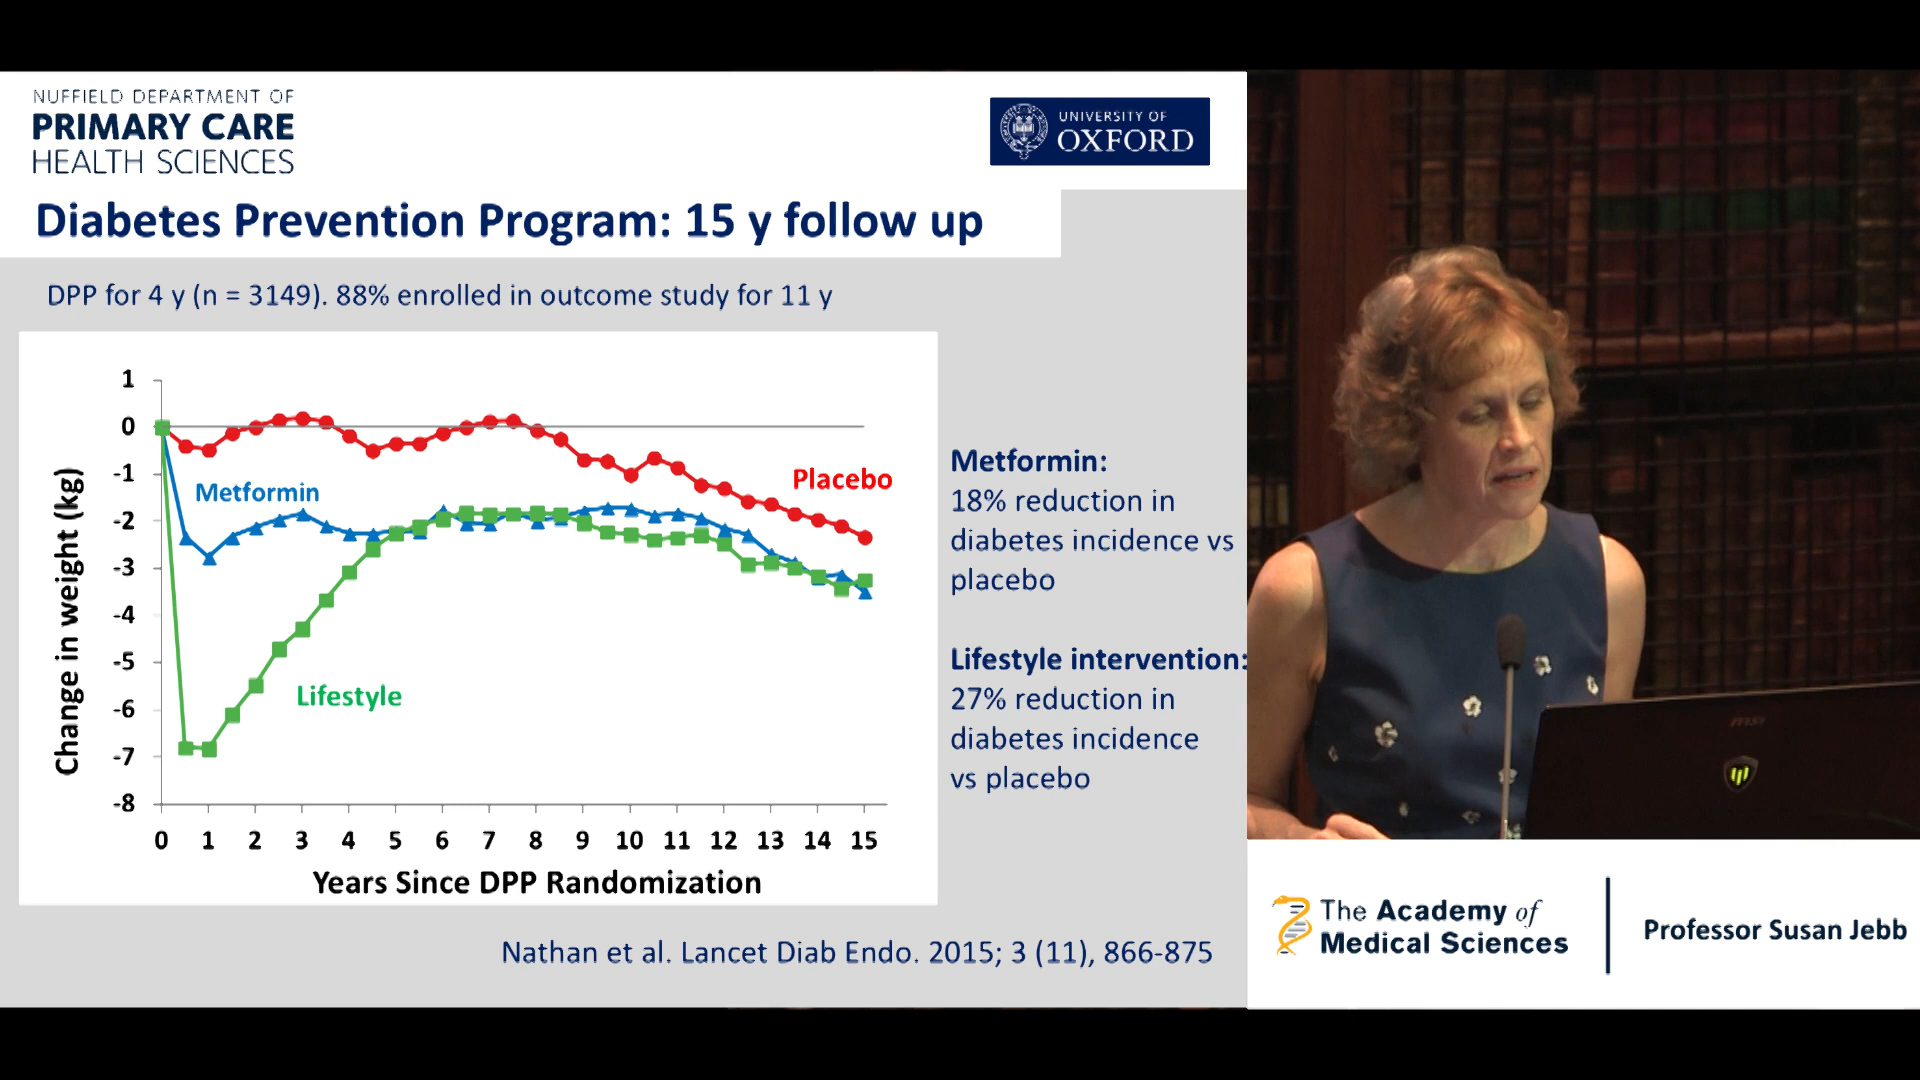 NUFFIELD DEPARTMENT OF
PRIMARY CARE
HEALTH SCIENCES
UNIVERSITY OF
OXFORD
Diabetes Prevention Program: 15 y follow up
DPP for 4 y (n = 3149). 88% enrolled in outcome study for 11 y
1
0
-1
-2
-3
-4
-5
-6
-7
-8
Change in weight (kg)
Metformin
Placebo
Lifestyle
0 1 2 3 4 5 6 7 8 9 10 11 12 13 14 15
Years Since DPP Randomization
Metformin:
18% reduction in
diabetes incidence vs
placebo
Lifestyle intervention:
27% reduction in
diabetes incidence
vs placebo
Nathan et al. Lancet Diab Endo. 2015; 3 (11), 866-875
msi
The Academy of
Medical Sciences
Professor Susan Jebb